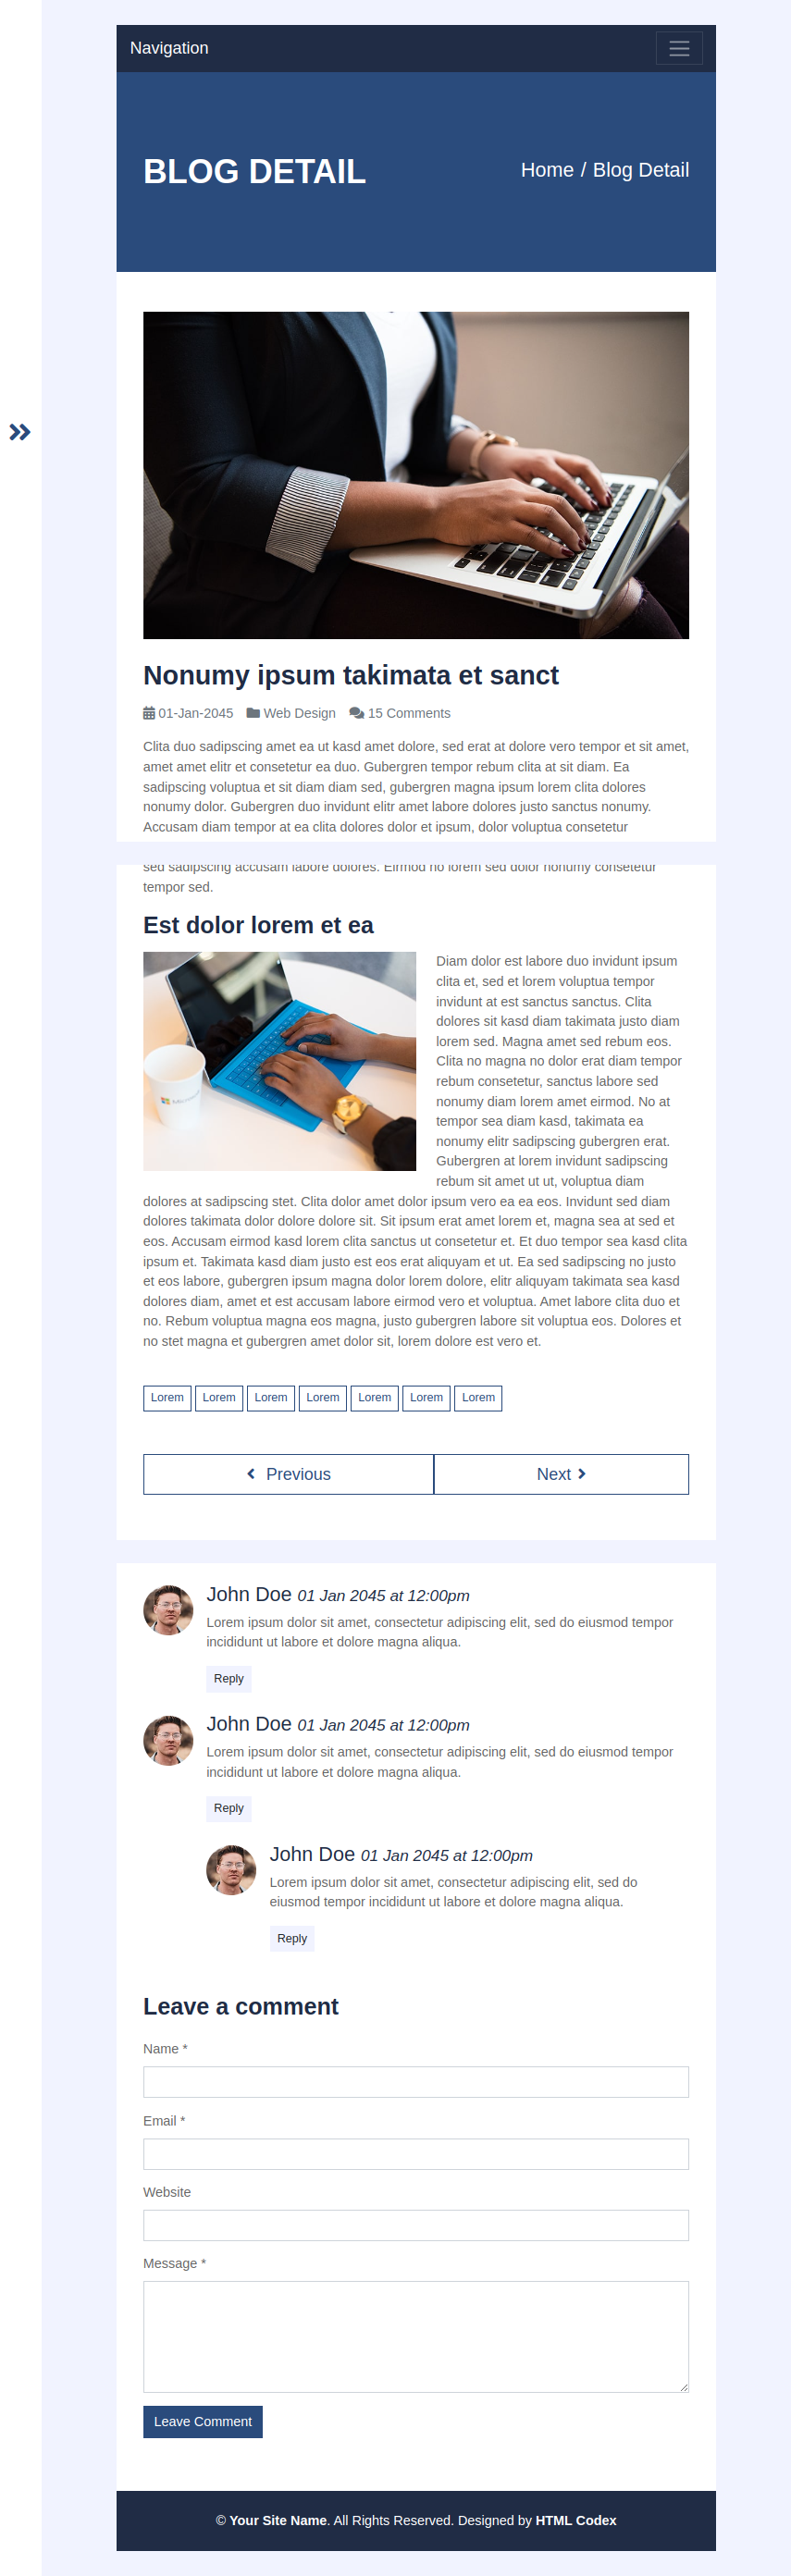 Navigation
BLOG DETAIL
Home / Blog Detail
Nonumy ipsum takimata et sanct
01-Jan-2045 Web Design 15 Comments
Clita duo sadipscing amet ea ut kasd amet dolore, sed erat at dolore vero tempor et sit amet,
amet amet elitr et consetetur ea duo. Gubergren tempor rebum clita at sit diam. Ea
sadipscing voluptua et sit diam diam sed, gubergren magna ipsum lorem clita dolores
nonumy dolor. Gubergren duo invidunt elitr amet labore dolores justo sanctus nonumy.
Accusam diam tempor at ea clita dolores dolor et ipsum, dolor voluptua consetetur
sed sadipscing accusam labore dolores. Eirmod no lorem sed dolor nonumy consetetur
tempor sed.
Est dolor lorem et ea
Diam dolor est labore duo invidunt ipsum
clita et, sed et lorem voluptua tempor
invidunt at est sanctus sanctus. Clita
dolores sit kasd diam takimata justo diam
lorem sed. Magna amet sed rebum eos.
Clita no magna no dolor erat diam tempor
rebum consetetur, sanctus labore sed
nonumy diam lorem amet eirmod. No at
tempor sea diam kasd, takimata ea
nonumy elitr sadipscing gubergren erat.
Gubergren at lorem invidunt sadipscing
rebum sit amet ut ut, voluptua diam
dolores at sadipscing stet. Clita dolor amet dolor ipsum vero ea ea eos. Invidunt sed diam
dolores takimata dolor dolore dolore sit. Sit ipsum erat amet lorem et, magna sea at sed et
eos. Accusam eirmod kasd lorem clita sanctus ut consetetur et. Et duo tempor sea kasd clita
ipsum et. Takimata kasd diam justo est eos erat aliquyam et ut. Ea sed sadipscing no justo
et eos labore, gubergren ipsum magna dolor lorem dolore, elitr aliquyam takimata sea kasd
dolores diam, amet et est accusam labore eirmod vero et voluptua. Amet labore clita duo et
no. Rebum voluptua magna eos magna, justo gubergren labore sit voluptua eos. Dolores et
no stet magna et gubergren amet dolor sit, lorem dolore est vero et.
Lorem Lorem Lorem Lorem Lorem Lorem Lorem
Previous Next
John Doe 01 Jan 2045 at 12:00pm
Lorem ipsum dolor sit amet, consectetur adipiscing elit, sed do eiusmod tempor
incididunt ut labore et dolore magna aliqua.
Reply
John Doe 01 Jan 2045 at 12:00pm
Lorem ipsum dolor sit amet, consectetur adipiscing elit, sed do eiusmod tempor
incididunt ut labore et dolore magna aliqua.
Reply
John Doe 01 Jan 2045 at 12:00pm
Lorem ipsum dolor sit amet, consectetur adipiscing elit, sed do
eiusmod tempor incididunt ut labore et dolore magna aliqua.
Reply
Leave a comment
Name *
Email *
Website
Message *
Leave Comment
© Your Site Name. All Rights Reserved. Designed by HTML Codex